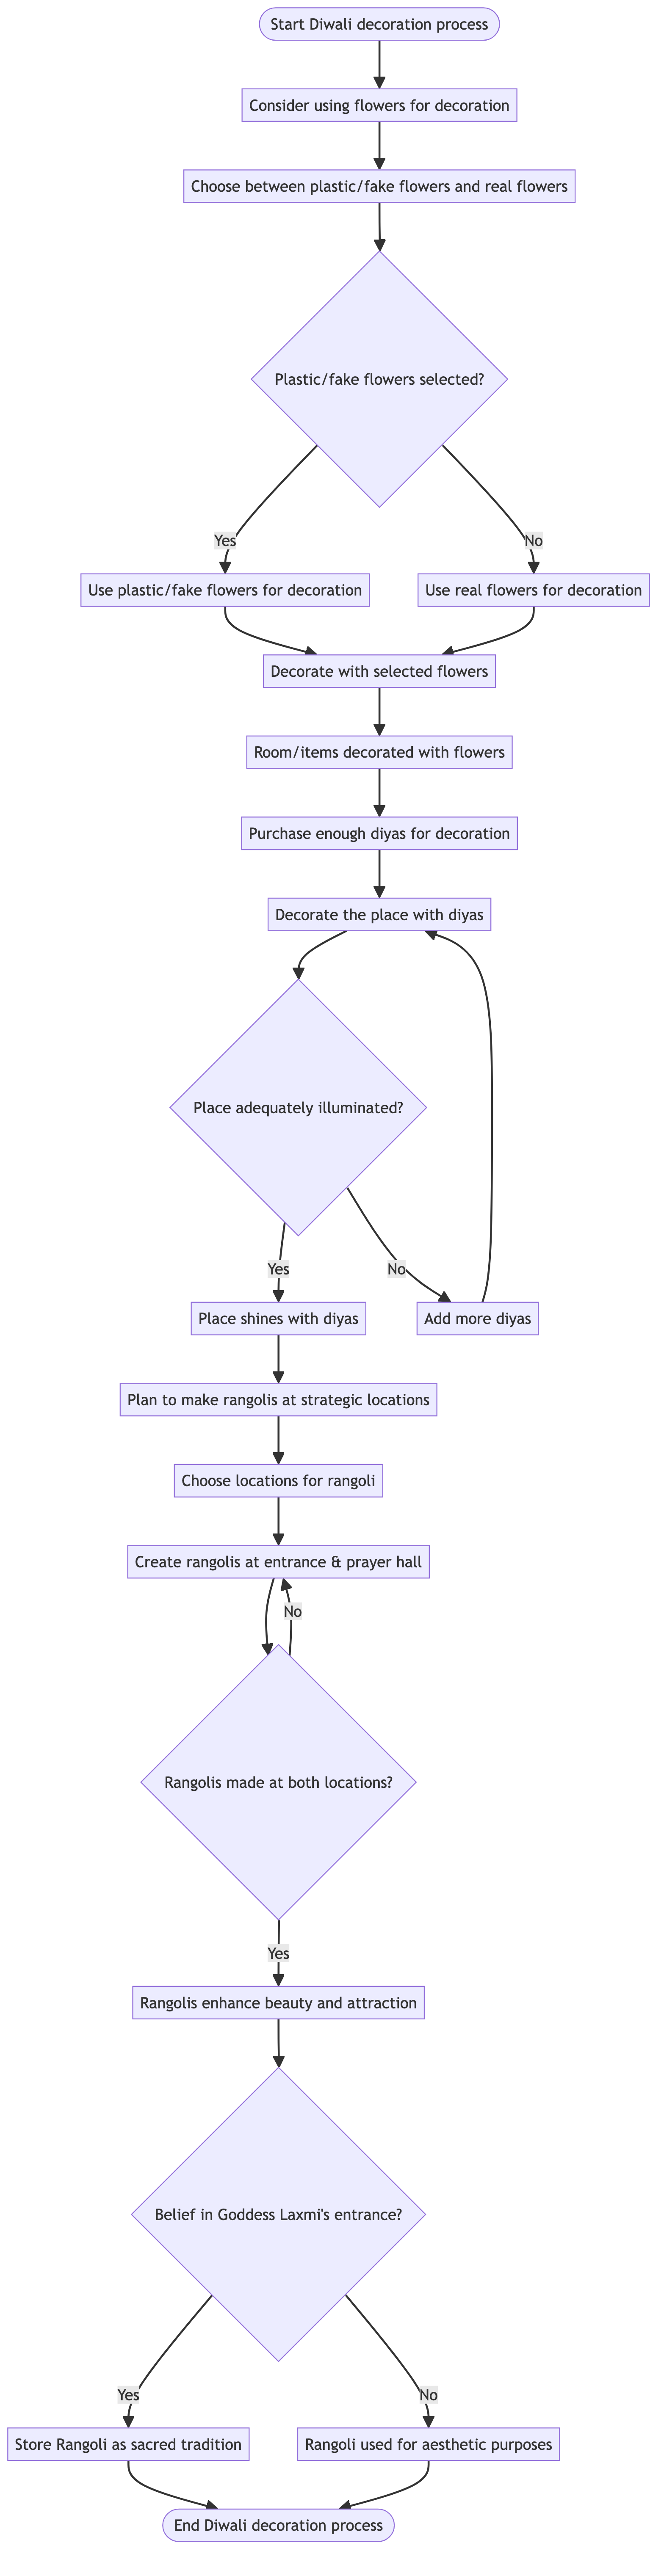 Start Diwali decoration process
Consider using flowers for decoration
Choose between plastic/fake flowers and real flowers
Plastic/fake flowers selected?
Yes
No
Use plastic/fake flowers for decoration
Use real flowers for decoration
Decorate with selected flowers
Room/items decorated with flowers
Purchase enough diyas for decoration
Decorate the place with diyas
Place adequately illuminated?
Yes
No
Place shines with diyas
Add more diyas
Plan to make rangolis at strategic locations
Choose locations for rangoli
Create rangolis at entrance & prayer hall
No
Rangolis made at both locations?
Yes
Rangolis enhance beauty and attraction
Belief in Goddess Laxmi's entrance?
Yes
No
Store Rangoli as sacred tradition
Rangoli used for aesthetic purposes
End Diwali decoration process